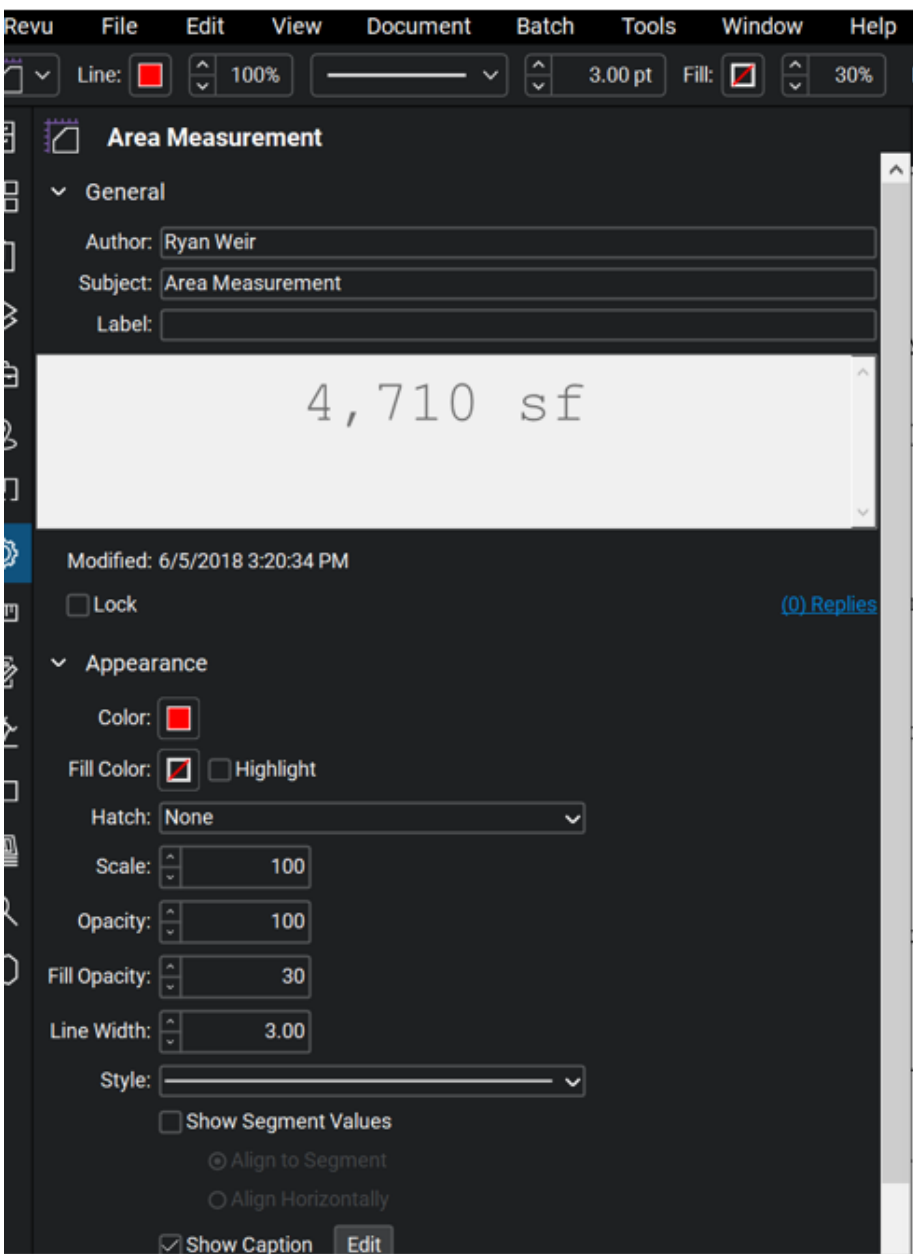 Revu File Edit View Document Batch Tools Window Help
Line: 100% 3.00 pt Fill: 30%
Area Measurement
General
Author: Ryan Weir
Subject: Area Measurement
Label:
4,710 sf
Modified: 6/5/2018 3:20:34 PM
Lock (0) Replies
Appearance
Color:
Fill Color: Highlight
Hatch: None
Scale: 100
Opacity: 100
Fill Opacity: 30
Line Width: 3.00
Style:
Show Segment Values
Align to Segment
Align Horizontally
Show Caption Edit